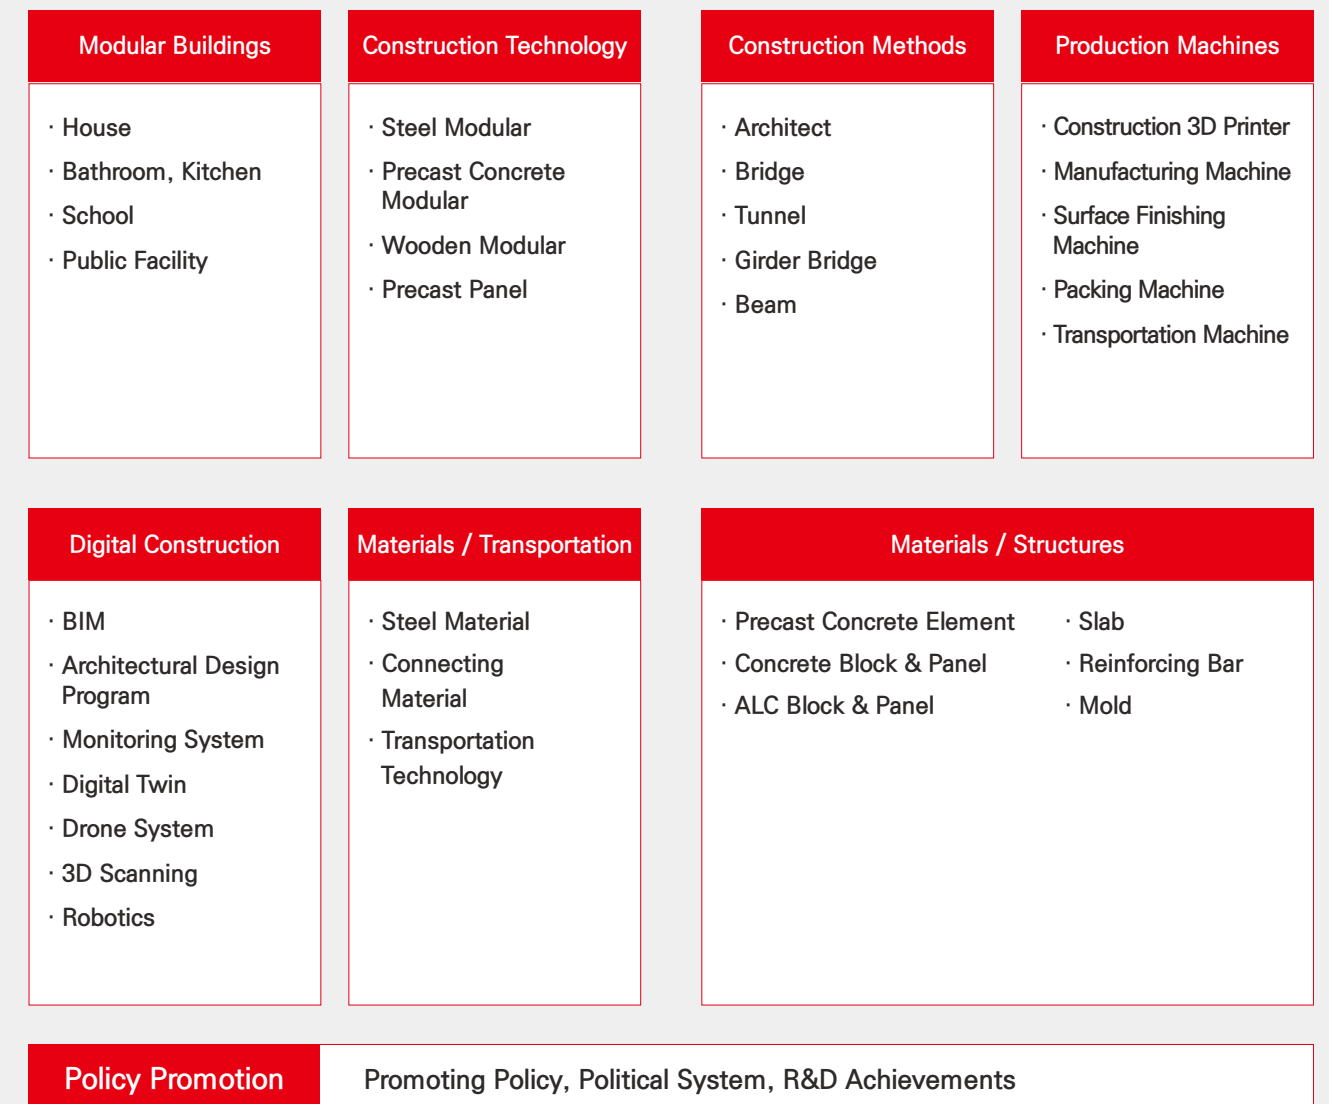 Modular Buildings
· House
· Bathroom, Kitchen
· School
· Public Facility
Construction Technology
· Steel Modular
· Precast Concrete
Modular
· Wooden Modular
· Precast Panel
Construction Methods
· Architect
· Bridge
· Tunnel
· Girder Bridge
· Beam
Production Machines
· Construction 3D Printer
· Manufacturing Machine
· Surface Finishing
Machine
· Packing Machine
· Transportation Machine
Digital Construction
· BIM
· Architectural Design
Program
· Monitoring System
· Digital Twin
· Drone System
· 3D Scanning
· Robotics
Materials / Transportation
· Steel Material
· Connecting
Material
· Transportation
Technology
Materials / Structures
· Precast Concrete Element
· Concrete Block & Panel
· ALC Block & Panel
· Slab
· Reinforcing Bar
· Mold
Policy Promotion
Promoting Policy, Political System, R&D Achievements